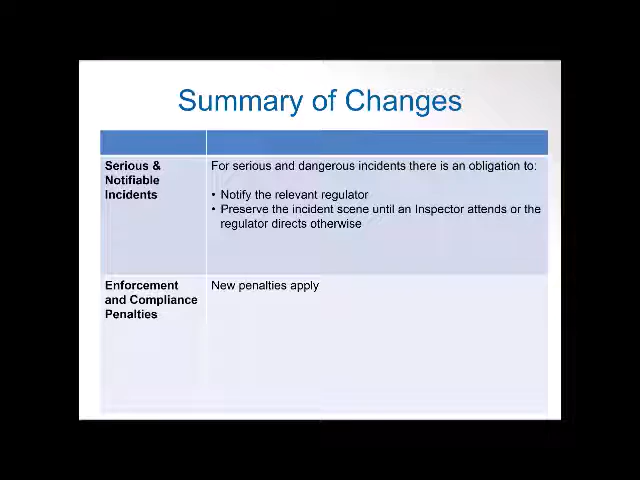 Summary of Changes
Serious &
Notifiable
Incidents
For serious and dangerous incidents there is an obligation to:
• Notify the relevant regulator
• Preserve the incident scene until an Inspector attends or the
regulator directs otherwise
Enforcement
and Compliance
Penalties
New penalties apply